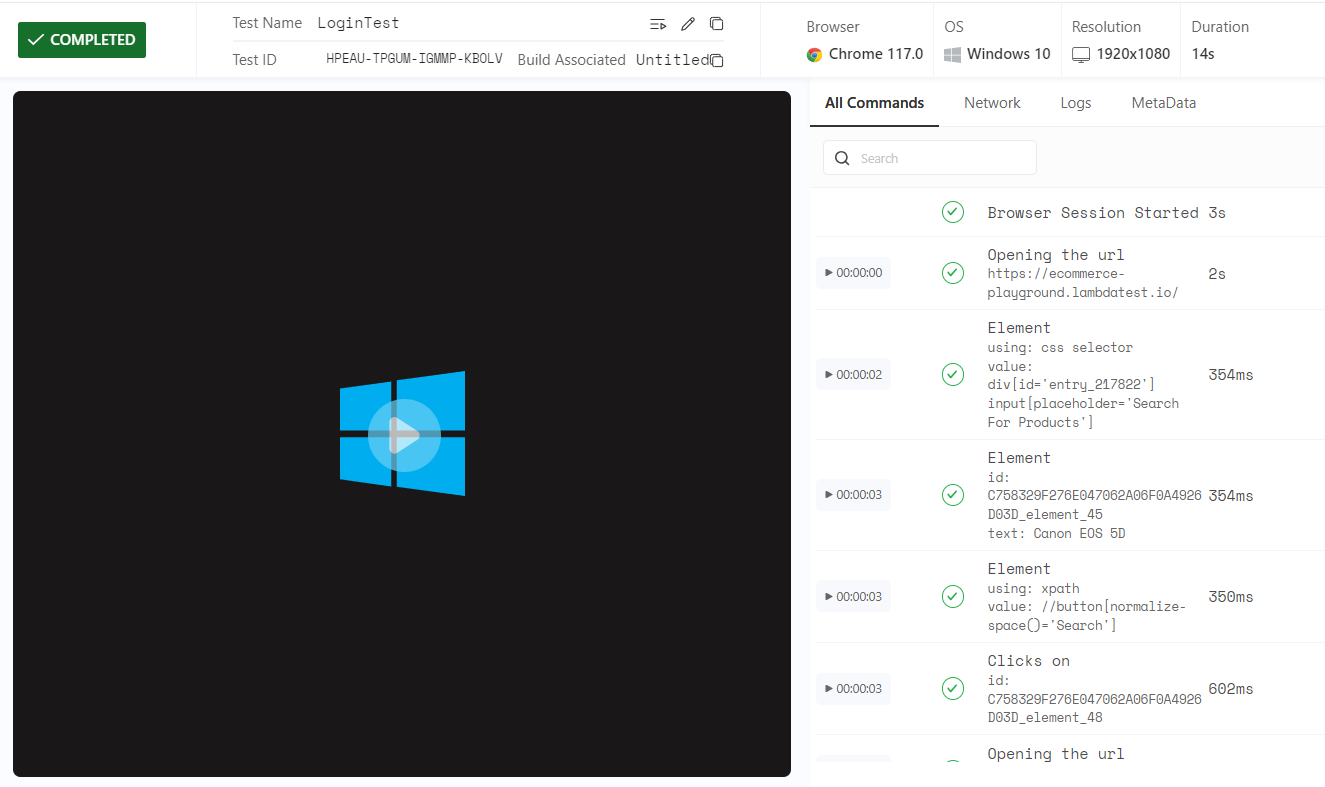 COMPLETED
Test Name LoginTest
Test ID HPEAU-TPGUM-IGMMP-KBOLV Build Associated Untitled
Browser
Chrome 117.0
OS
Windows 10
Resolution
1920x1080
Duration
14s
All Commands Network Logs MetaData
Search
Browser Session Started 3s
00:00:00
Opening the url
https://ecommerce-
playground.lambdatest.io/
2s
00:00:02
Element
using: css selector
value:
div[id='entry_217822']
input[placeholder='Search
For Products']
354ms
00:00:03
Element
id:
C758329F276E047062A06F0A4926
D03D_element_45
text: Canon EOS 5D
354ms
00:00:03
Element
using: xpath
value: //button[normalize-
space()='Search']
350ms
00:00:03
Clicks on
id:
C758329F276E047062A06F0A4926
D03D_element_48
602ms
Opening the url